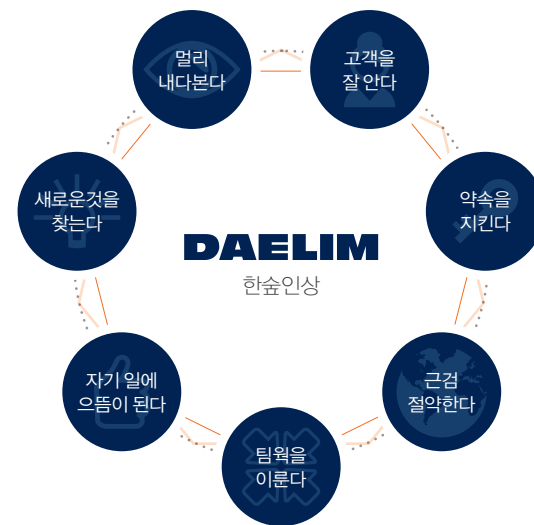 멀리
내다본다
고객을
잘 안다
새로운것을
찾는다
약속을
지킨다
DAELIM
한숲인상
자기 일에
으뜸이 된다
근검
절약한다
팀웍을
이룬다